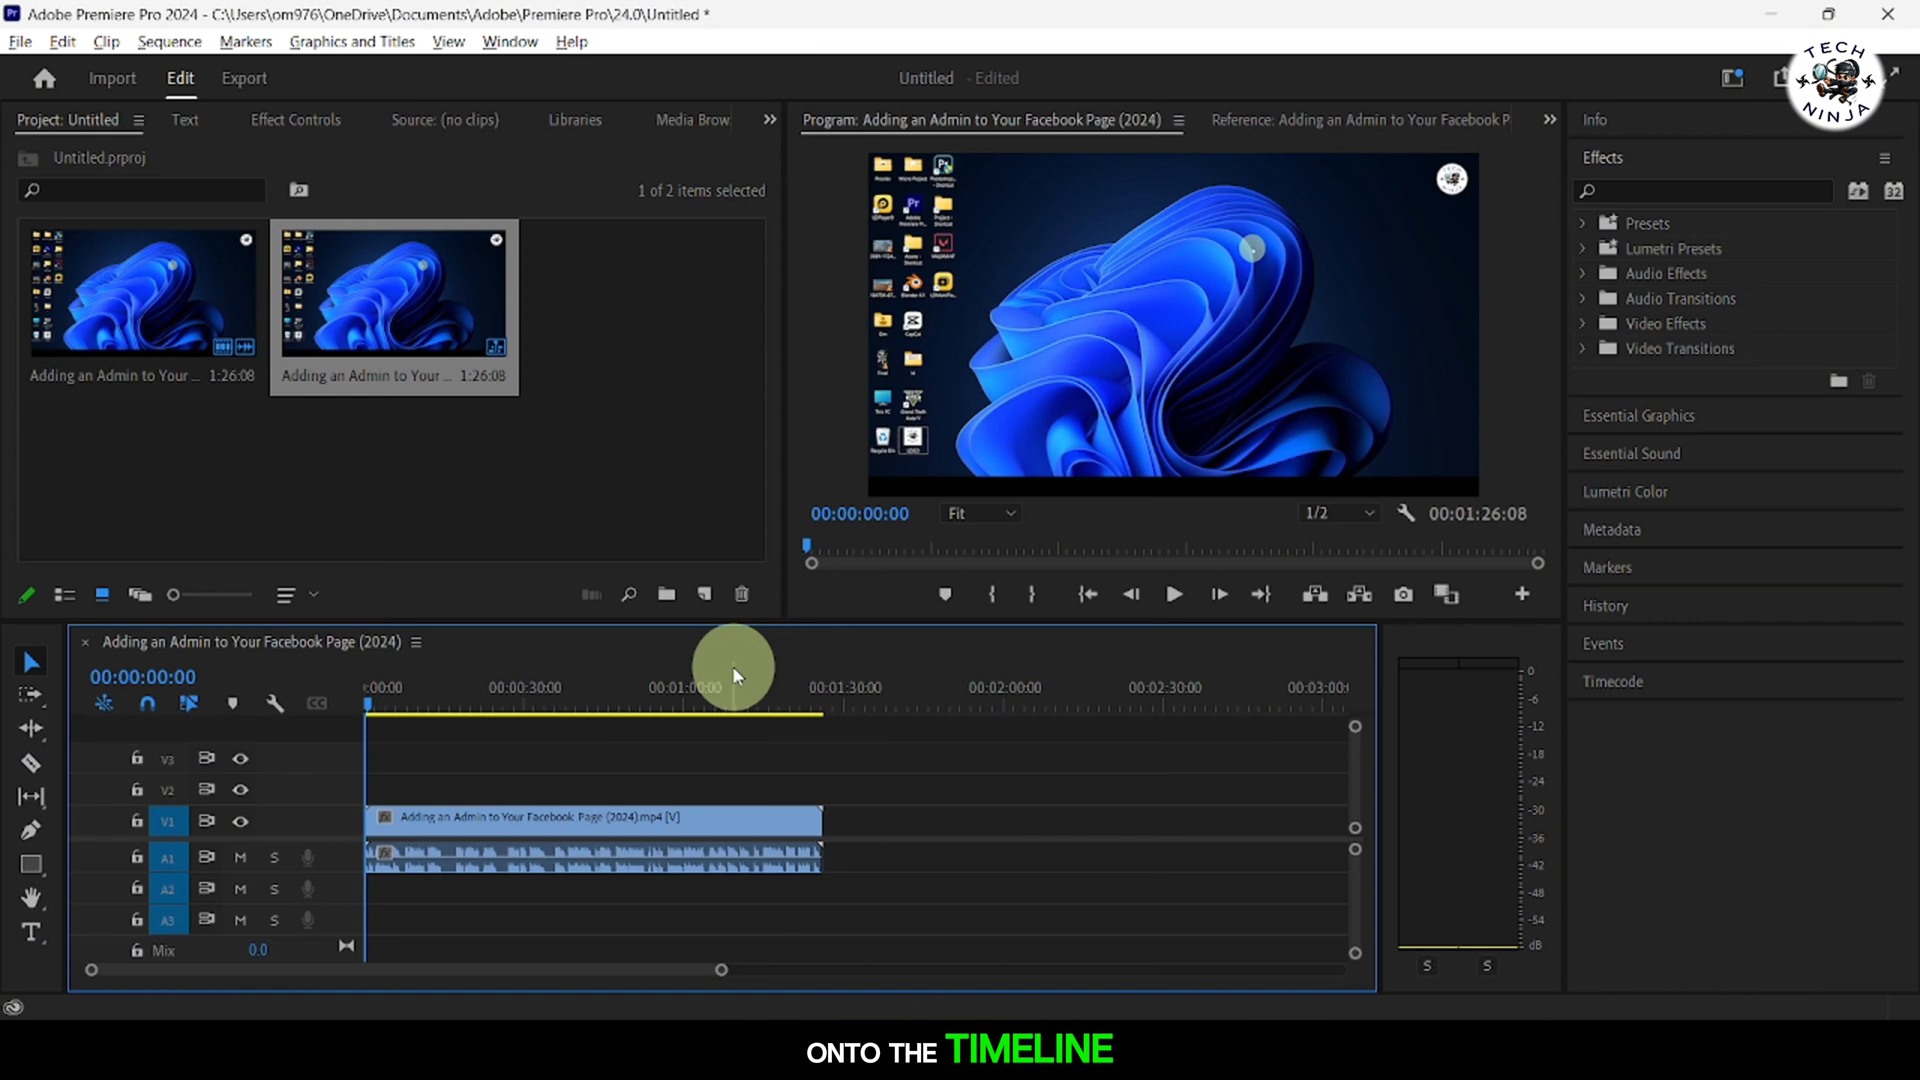 Adobe Premiere Pro 2024 - C:\Users\om976\OneDrive\Documents\Adobe\Premiere Pro\24.0\Untitled *
File Edit Clip Sequence Markers Graphics and Titles View Window Help
TECH NINJA
Import Edit Export
Untitled - Edited
Project: Untitled Text Effect Controls Source: (no clips) Libraries Media Brow
Untitled.prproj
1 of 2 items selected
Adding an Admin to Your ... 1:26:08
Adding an Admin to Your ... 1:26:08
Program: Adding an Admin to Your Facebook Page (2024) Reference: Adding an Admin to Your Facebook P
00:00:00:00 Fit 1/2 00:01:26:08
Info
Effects
32
Presets
Lumetri Presets
Audio Effects
Audio Transitions
Video Effects
Video Transitions
Essential Graphics
Essential Sound
Lumetri Color
Metadata
Markers
History
Events
Timecode
× Adding an Admin to Your Facebook Page (2024)
00:00:00:00
:00:00 00:00:30:00 00:01:00:00 00:01:30:00 00:02:00:00 00:02:30:00 00:03:00:
CC
V3
V2
V1 fx Adding an Admin to Your Facebook Page (2024).mp4 [V]
A1 M S fx
A2 M S
A3 M S
Mix 0.0
0
-6
-12
-18
-24
-30
-36
-42
-48
-54
dB
S S
ONTO THE TIMELINE